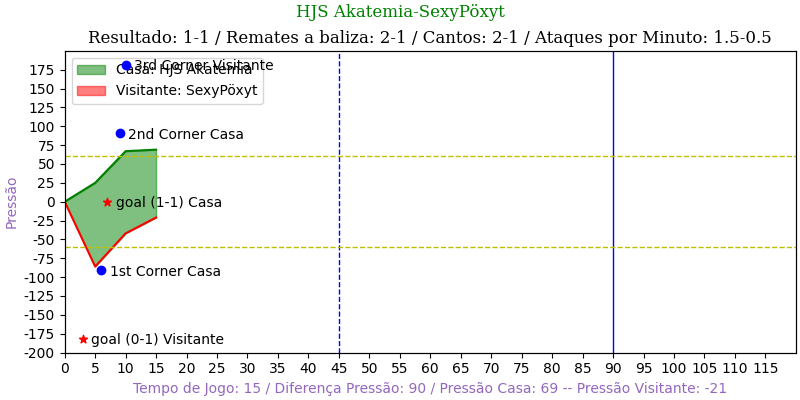 HJS Akatemia-SexyPöxyt
Resultado: 1-1 / Remates a baliza: 2-1 / Cantos: 2-1 / Ataques por Minuto: 1.5-0.5
Casa: HJS Akatemia
Visitante: SexyPöxyt
3rd Corner Visitante
2nd Corner Casa
goal (1-1) Casa
1st Corner Casa
goal (0-1) Visitante
Pressão
175
150
125
100
75
50
25
0
-25
-50
-75
-100
-125
-150
-175
-200
0 5 10 15 20 25 30 35 40 45 50 55 60 65 70 75 80 85 90 95 100 105 110 115
Tempo de Jogo: 15 / Diferença Pressão: 90 / Pressão Casa: 69 -- Pressão Visitante: -21